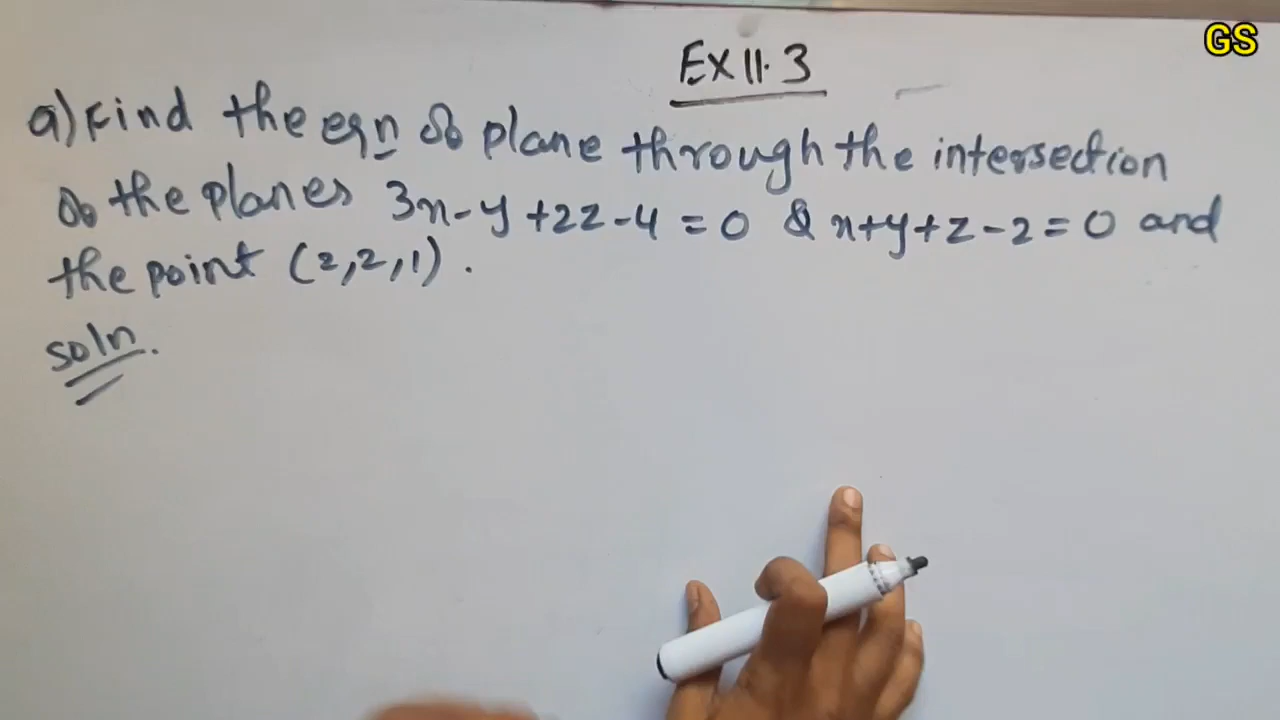 GS
EX 11.3
a) Find the eqn of plane through the intersection
of the planes 3x-y+2z-4=0 & x+y+z-2=0 and
the point (2,2,1).
soln.